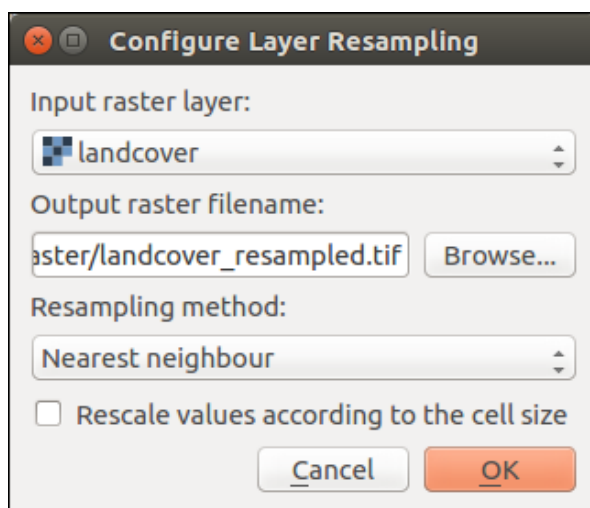 Configure Layer Resampling
Input raster layer:
landcover
Output raster filename:
aster/landcover_resampled.tif Browse...
Resampling method:
Nearest neighbour
Rescale values according to the cell size
Cancel OK